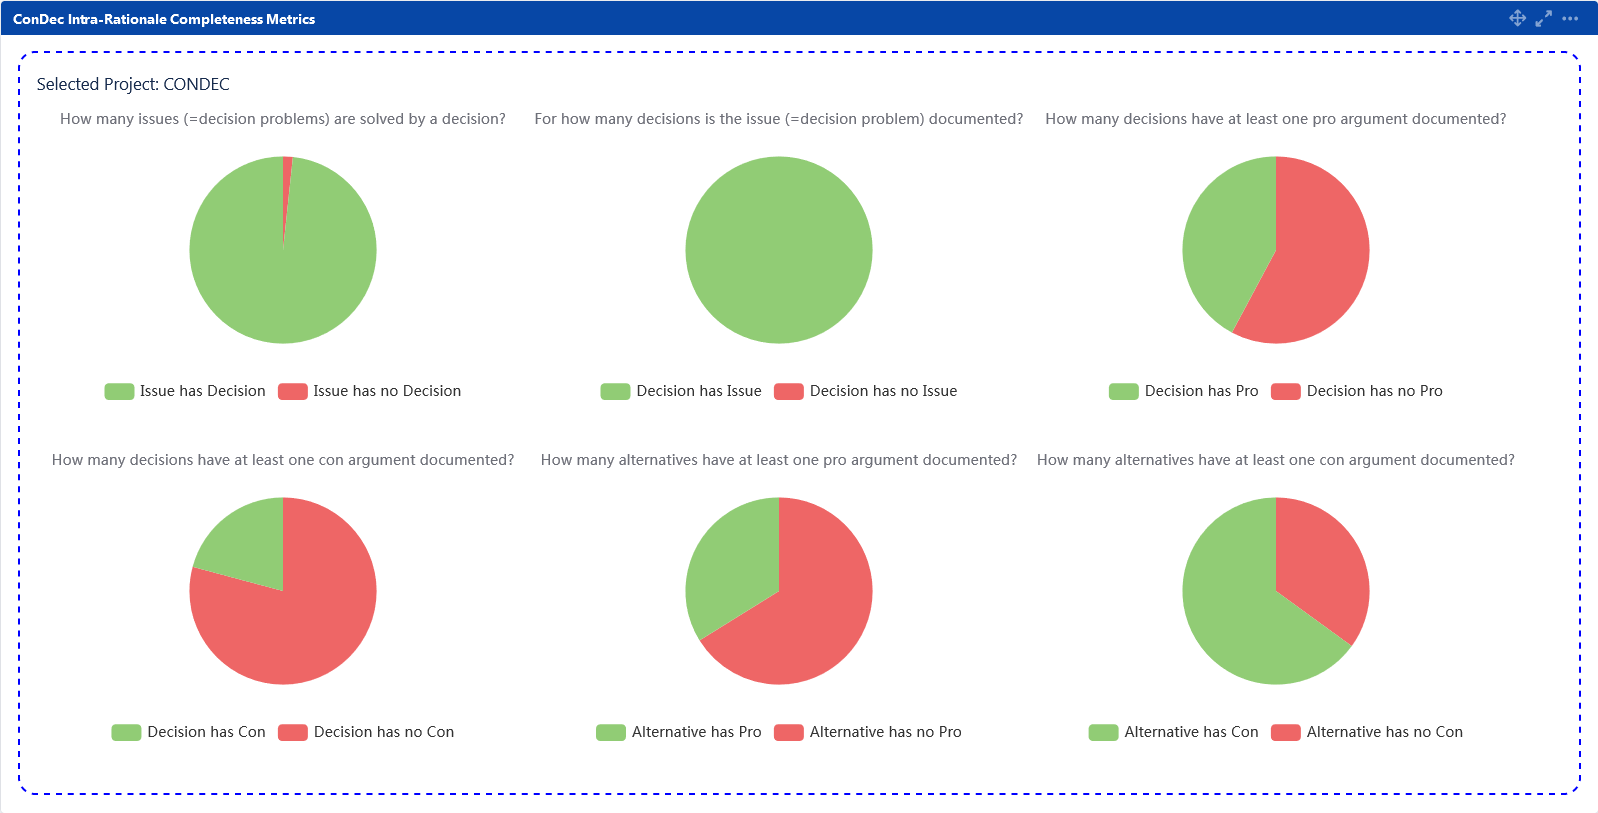 ConDec Intra-Rationale Completeness Metrics
Selected Project: CONDEC
How many issues (=decision problems) are solved by a decision?
For how many decisions is the issue (=decision problem) documented?
How many decisions have at least one pro argument documented?
Issue has Decision
Issue has no Decision
Decision has Issue
Decision has no Issue
Decision has Pro
Decision has no Pro
How many decisions have at least one con argument documented?
How many alternatives have at least one pro argument documented?
How many alternatives have at least one con argument documented?
Decision has Con
Decision has no Con
Alternative has Pro
Alternative has no Pro
Alternative has Con
Alternative has no Con